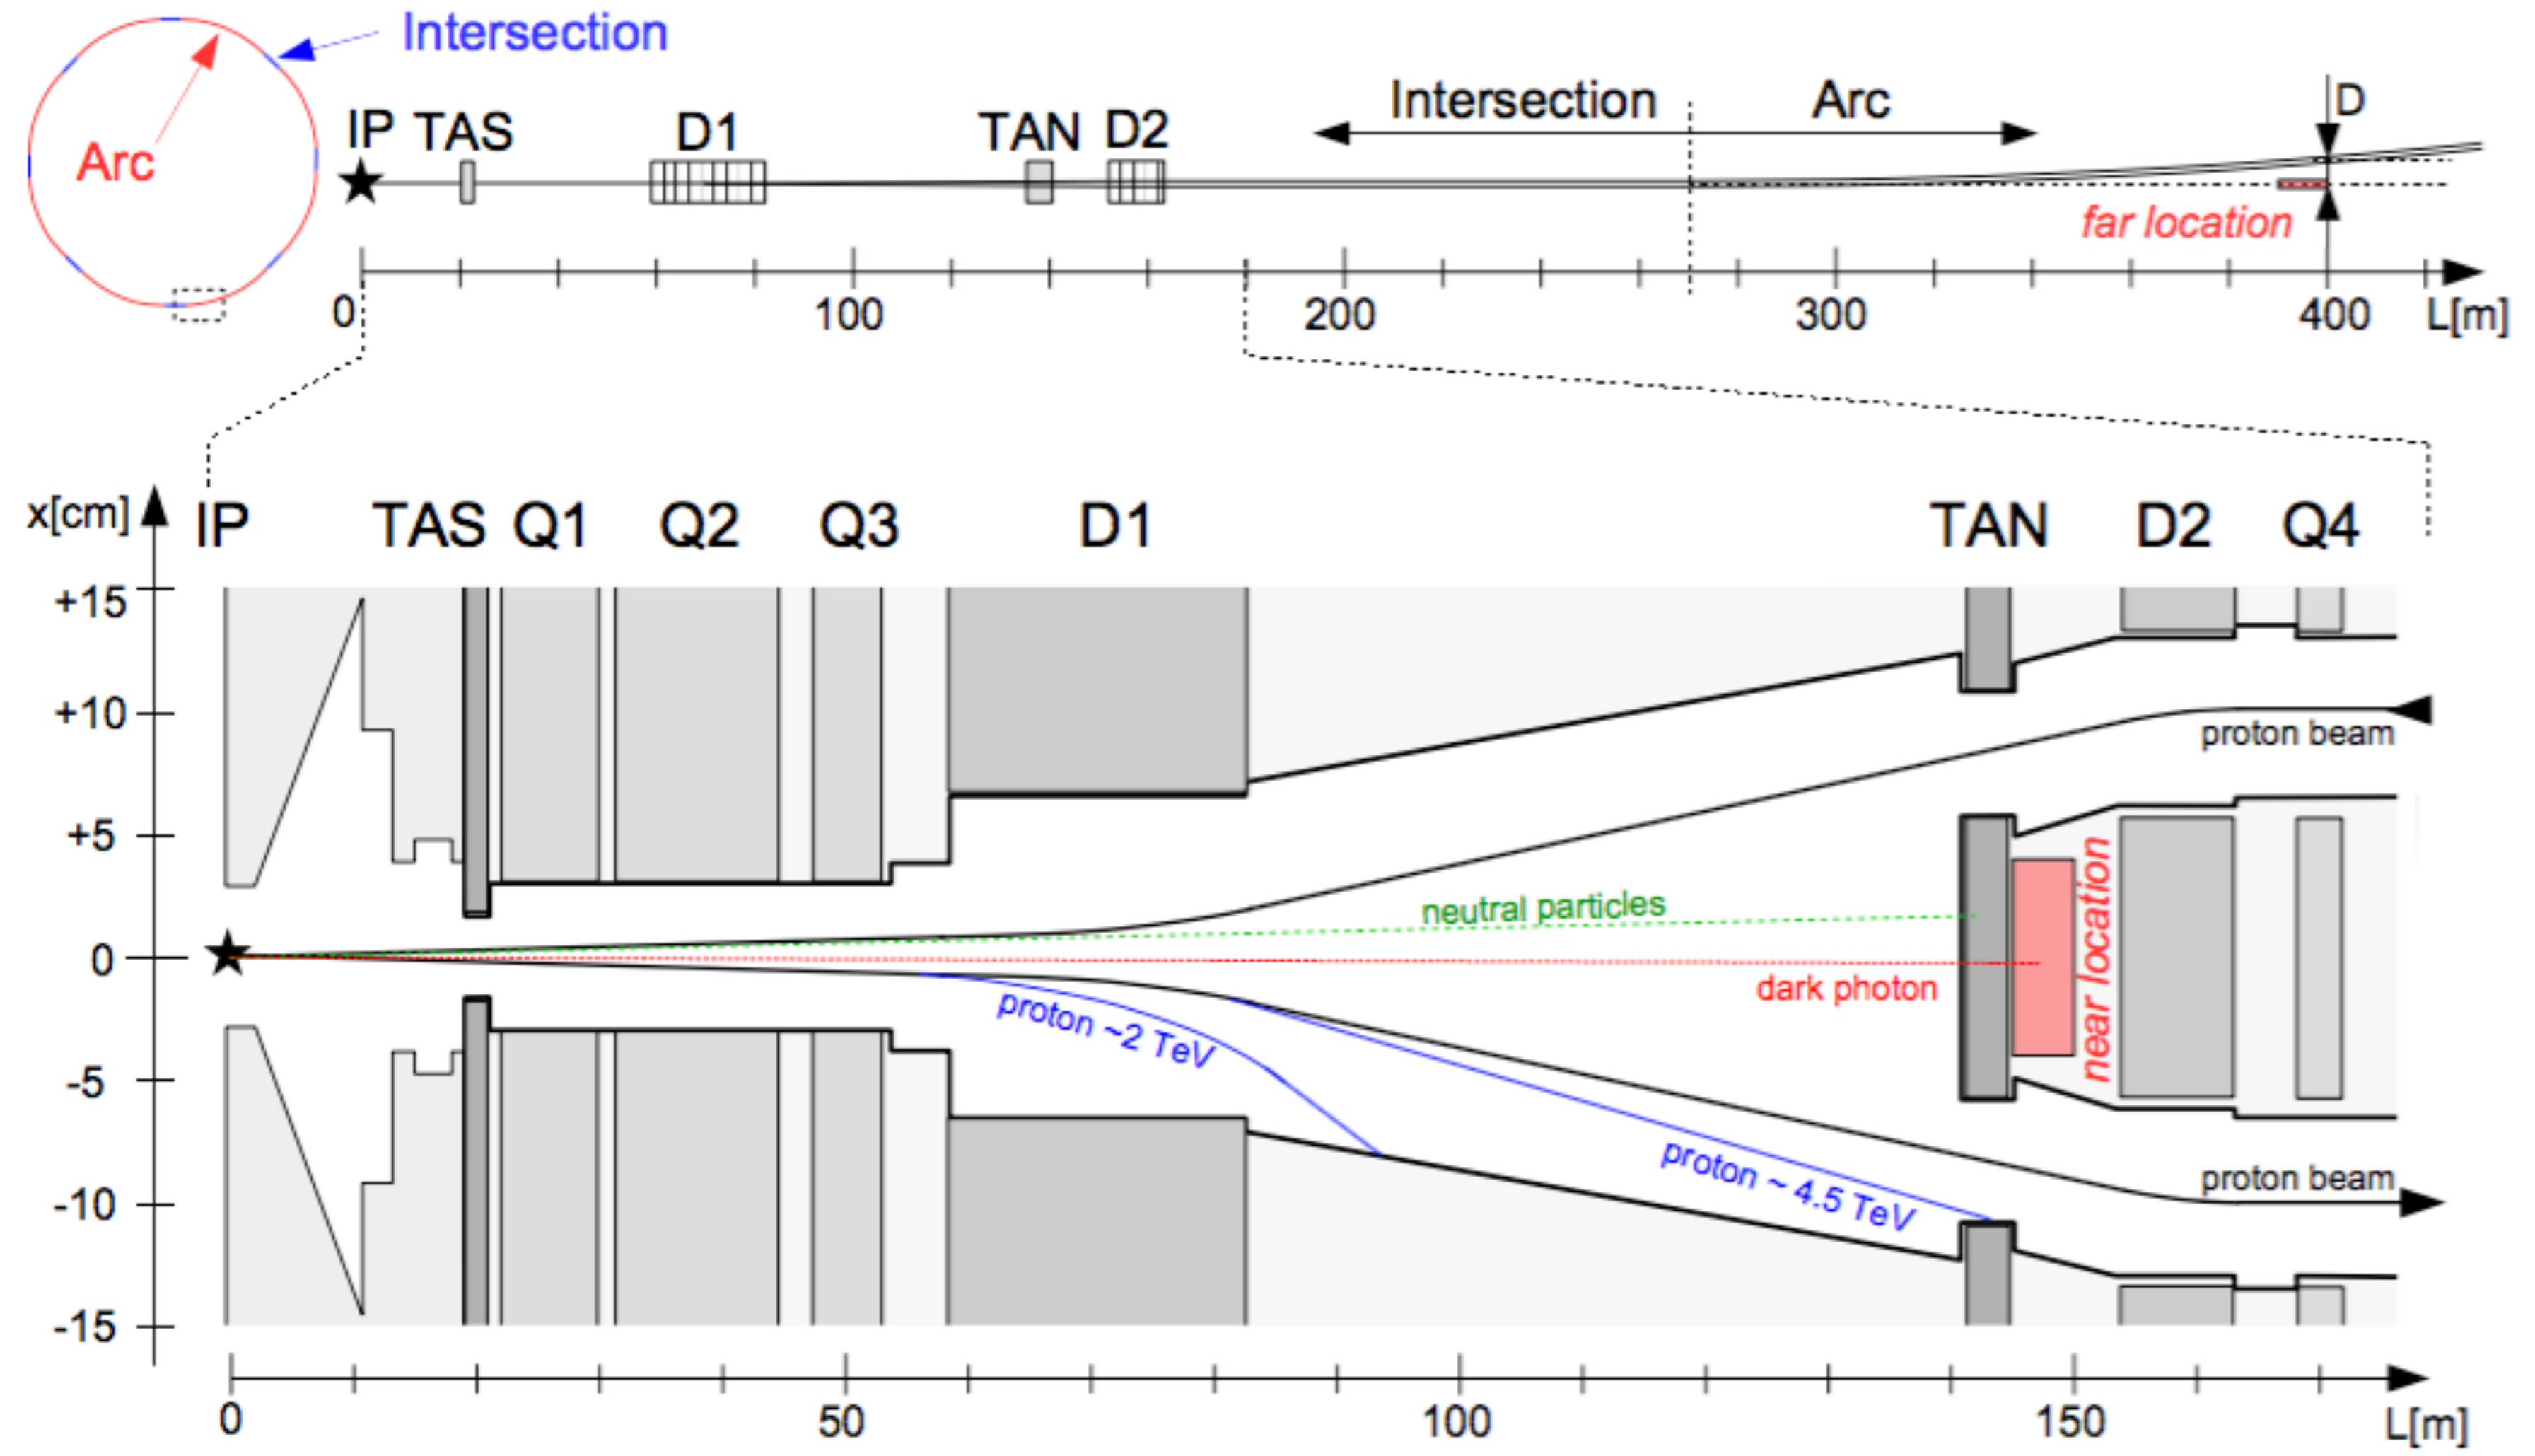 Intersection
Arc
IP TAS D1 TAN D2
Intersection Arc
D
far location
0 100 200 300 400 L[m]
x[cm] IP TAS Q1 Q2 Q3 D1 TAN D2 Q4
+15
+10
proton beam
+5
neutral particles
0
dark photon
near location
proton ~2 TeV
-5
proton ~ 4.5 TeV
proton beam
-10
-15
0 50 100 150 L[m]